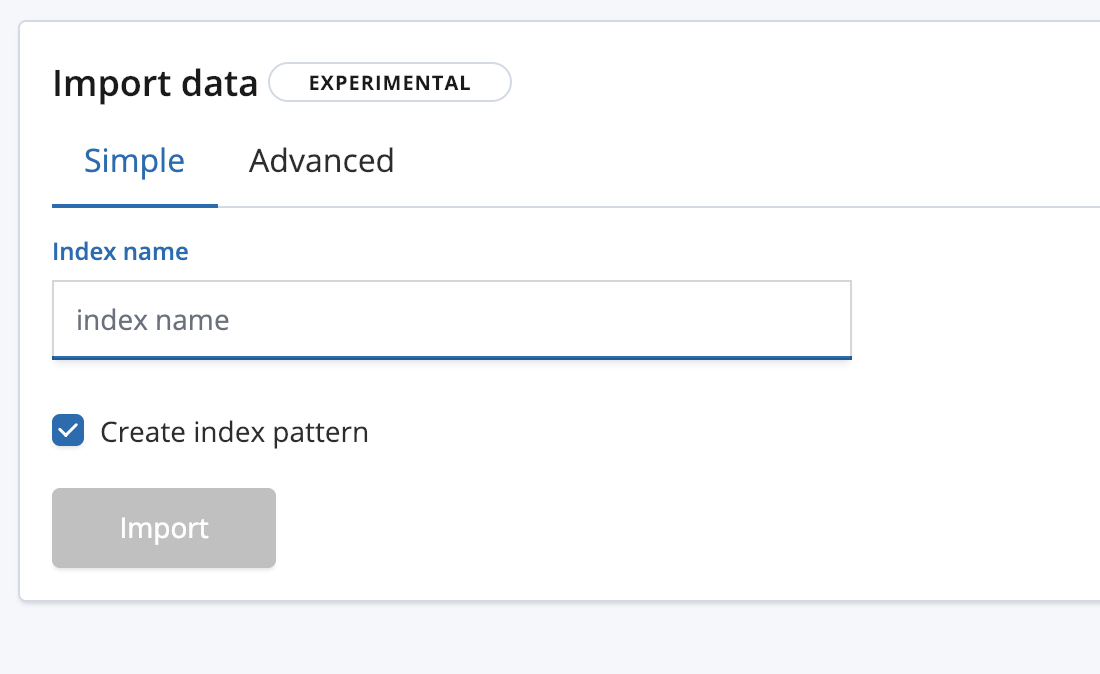 Import data EXPERIMENTAL
Simple Advanced
Index name
index name
Create index pattern
Import